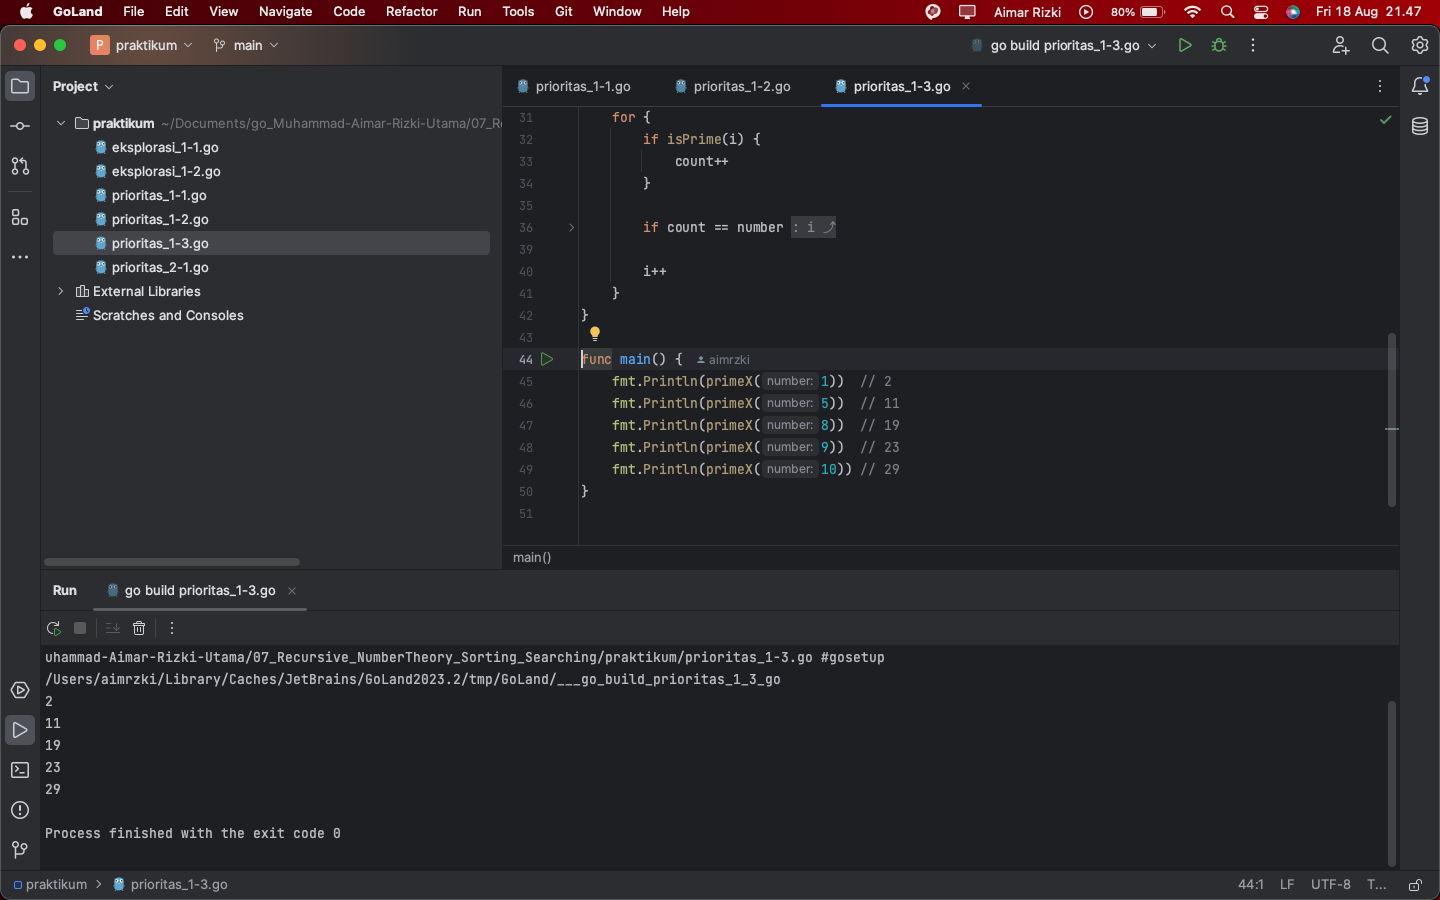 GoLand File Edit View Navigate Code Refactor Run Tools Git Window Help Aimar Rizki 80% Fri 18 Aug 21.47
P praktikum main go build prioritas_1-3.go
Project
prioritas_1-1.go prioritas_1-2.go prioritas_1-3.go
praktikum ~/Documents/go_Muhammad-Aimar-Rizki-Utama/07_R
eksplorasi_1-1.go
eksplorasi_1-2.go
prioritas_1-1.go
prioritas_1-2.go
prioritas_1-3.go
prioritas_2-1.go
External Libraries
Scratches and Consoles
31 for {
32 if isPrime(i) {
33 count++
34 }
35
36 if count == number : i
39
40 i++
41 }
42 }
43
44 func main() { aimrzki
45 fmt.Println(primeX( number: 1)) // 2
46 fmt.Println(primeX( number: 5)) // 11
47 fmt.Println(primeX( number: 8)) // 19
48 fmt.Println(primeX( number: 9)) // 23
49 fmt.Println(primeX( number: 10)) // 29
50 }
51
main()
Run go build prioritas_1-3.go
uhammad-Aimar-Rizki-Utama/07_Recursive_NumberTheory_Sorting_Searching/praktikum/prioritas_1-3.go #gosetup
/Users/aimrzki/Library/Caches/JetBrains/GoLand2023.2/tmp/GoLand/___go_build_prioritas_1_3_go
2
11
19
23
29
Process finished with the exit code 0
praktikum prioritas_1-3.go 44:1 LF UTF-8 T...